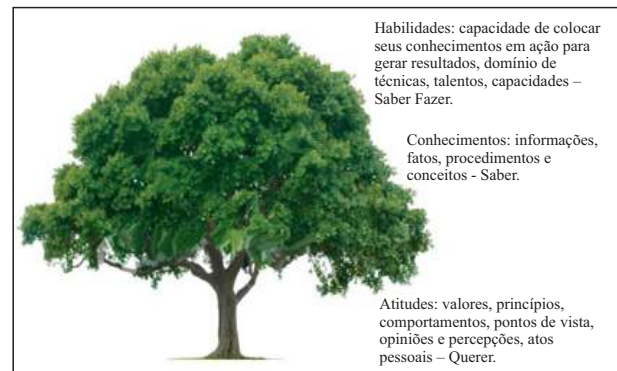 Habilidades: capacidade de colocar
seus conhecimentos em ação para
gerar resultados, domínio de
técnicas, talentos, capacidades –
Saber Fazer.
Conhecimentos: informações,
fatos, procedimentos e
conceitos - Saber.
Atitudes: valores, princípios,
comportamentos, pontos de vista,
opiniões e percepções, atos
pessoais – Querer.